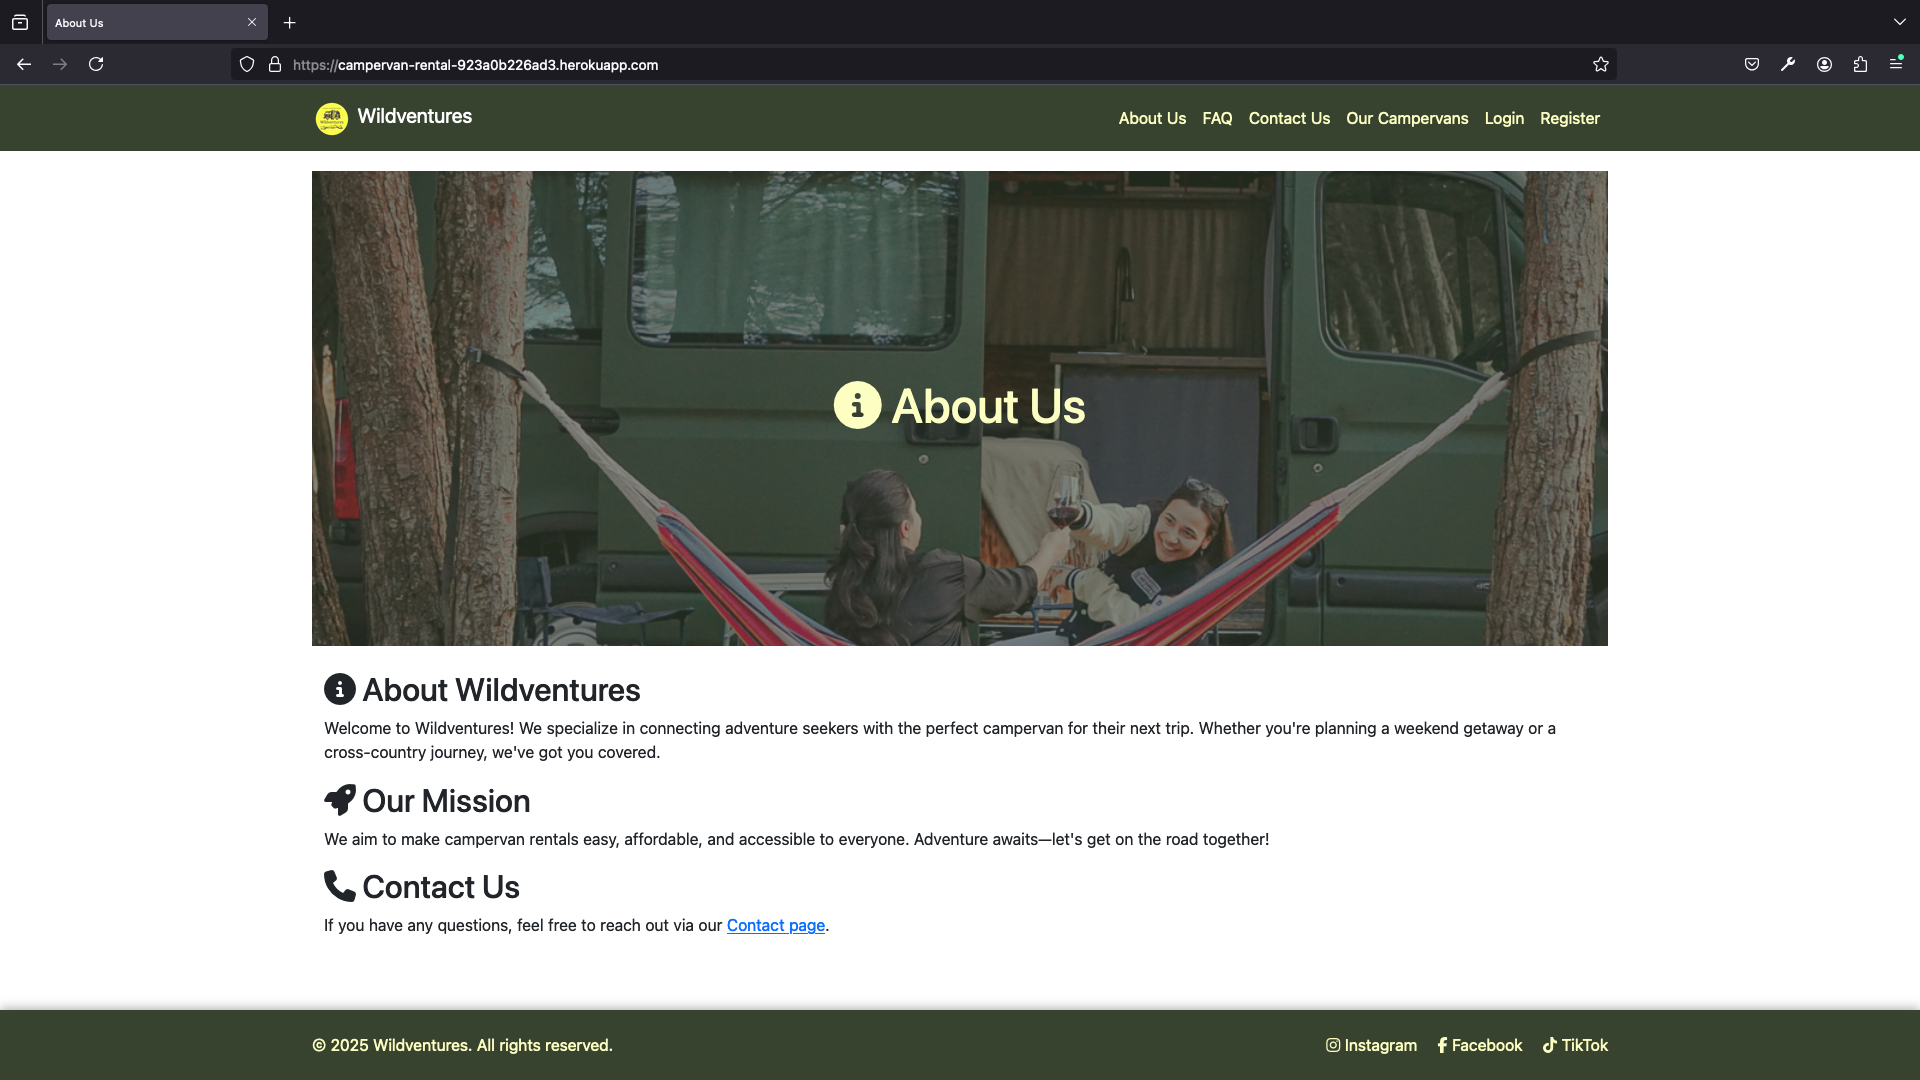 About Us
https://campervan-rental-923a0b226ad3.herokuapp.com
Wildventures
About Us
FAQ
Contact Us
Our Campervans
Login
Register
About Us
About Wildventures
Welcome to Wildventures! We specialize in connecting adventure seekers with the perfect campervan for their next trip. Whether you're planning a weekend getaway or a
cross-country journey, we've got you covered.
Our Mission
We aim to make campervan rentals easy, affordable, and accessible to everyone. Adventure awaits—let's get on the road together!
Contact Us
If you have any questions, feel free to reach out via our Contact page.
© 2025 Wildventures. All rights reserved.
Instagram
Facebook
TikTok